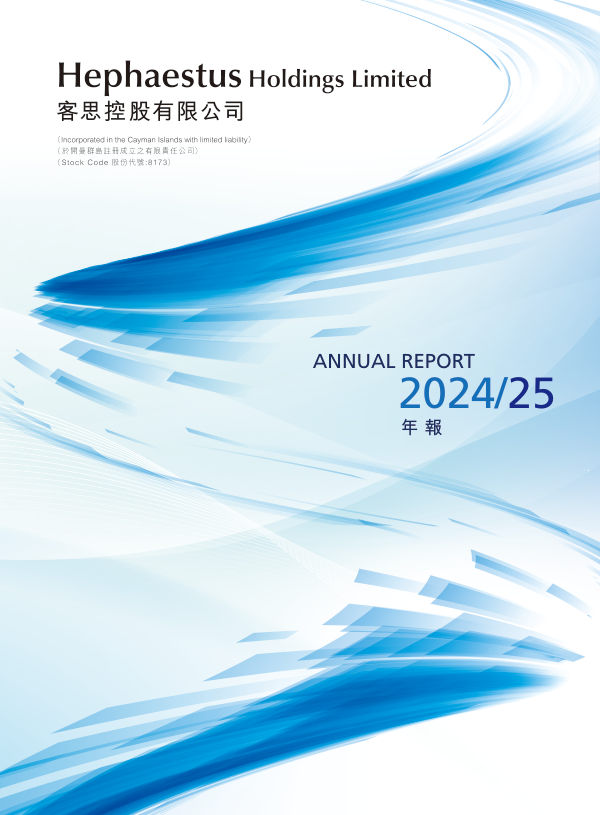 Hephaestus Holdings Limited
客思控股有限公司
(Incorporated in the Cayman Islands with limited liability)
(於開曼群島註冊成立之有限責任公司)
(Stock Code 股份代號:8173)
ANNUAL REPORT
2024/25
年報